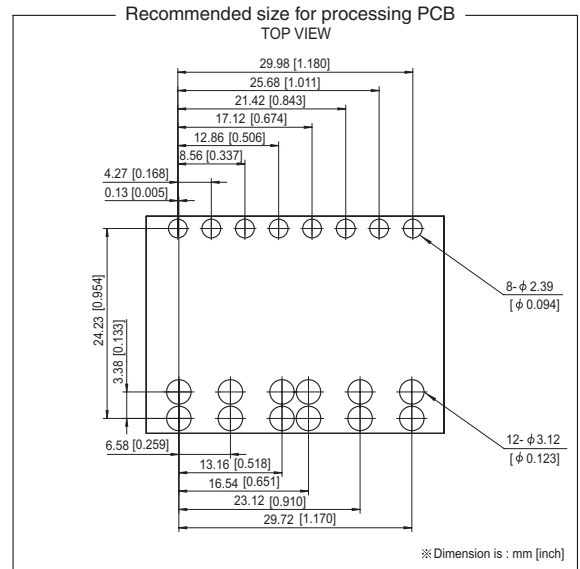 Recommended size for processing PCB
TOP VIEW
29.98 [1.180]
25.68 [1.011]
21.42 [0.843]
17.12 [0.674]
12.86 [0.506]
8.56 [0.337]
4.27 [0.168]
0.13 [0.005]
24.23 [0.954]
3.38 [0.133]
8-ϕ 2.39
[ϕ 0.094]
12-ϕ3.12
[ϕ 0.123]
6.58 [0.259]
13.16 [0.518]
16.54 [0.651]
23.12 [0.910]
29.72 [1.170]
※Dimension is : mm [inch]